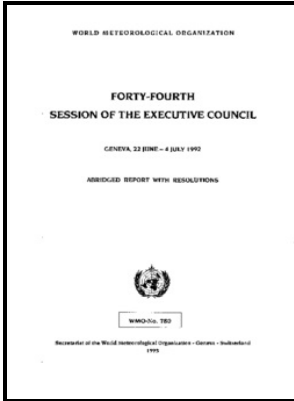 WORLD METEOROLOGICAL ORGANIZATION
FORTY-FOURTH
SESSION OF THE EXECUTIVE COUNCIL
GENEVA, 22 JUNE – 4 JULY 1992
ABRIDGED REPORT WITH RESOLUTIONS
WMO-No.
Secretariat of the World Meteorological Organization - Geneva - Switzerland